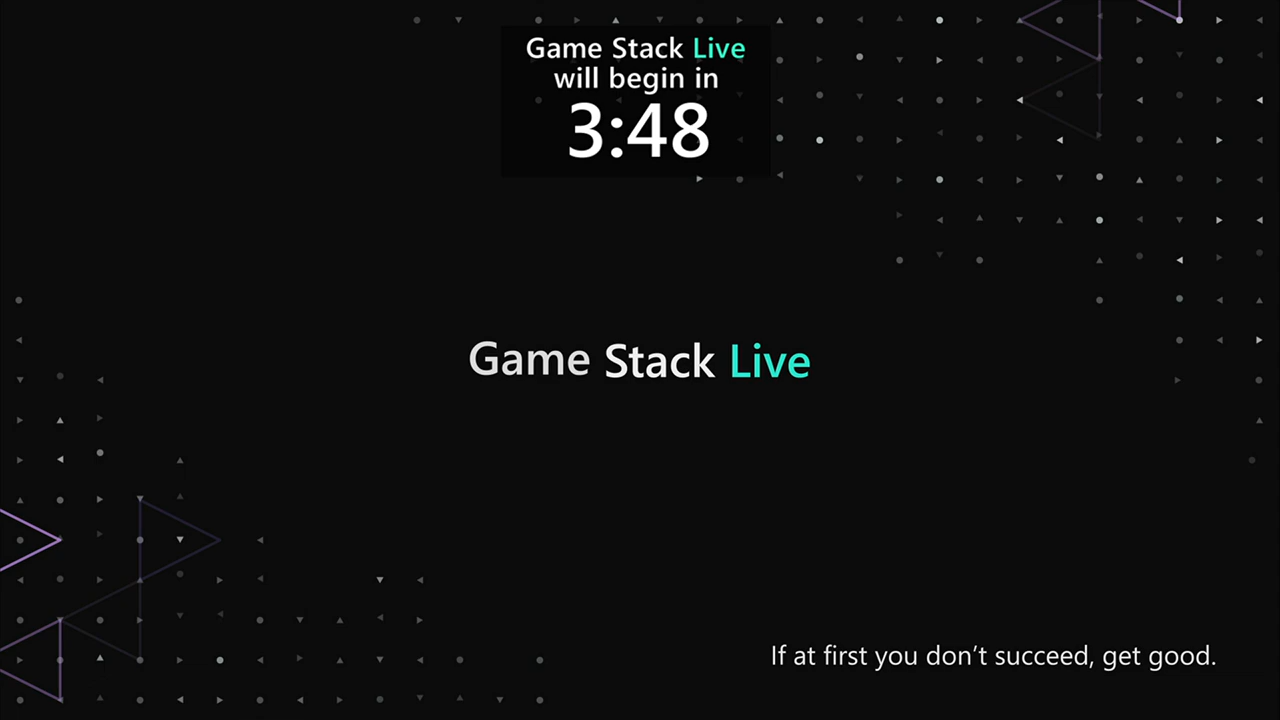 Game Stack Live
will begin in
3:48
Game Stack Live
If at first you don’t succeed, get good.